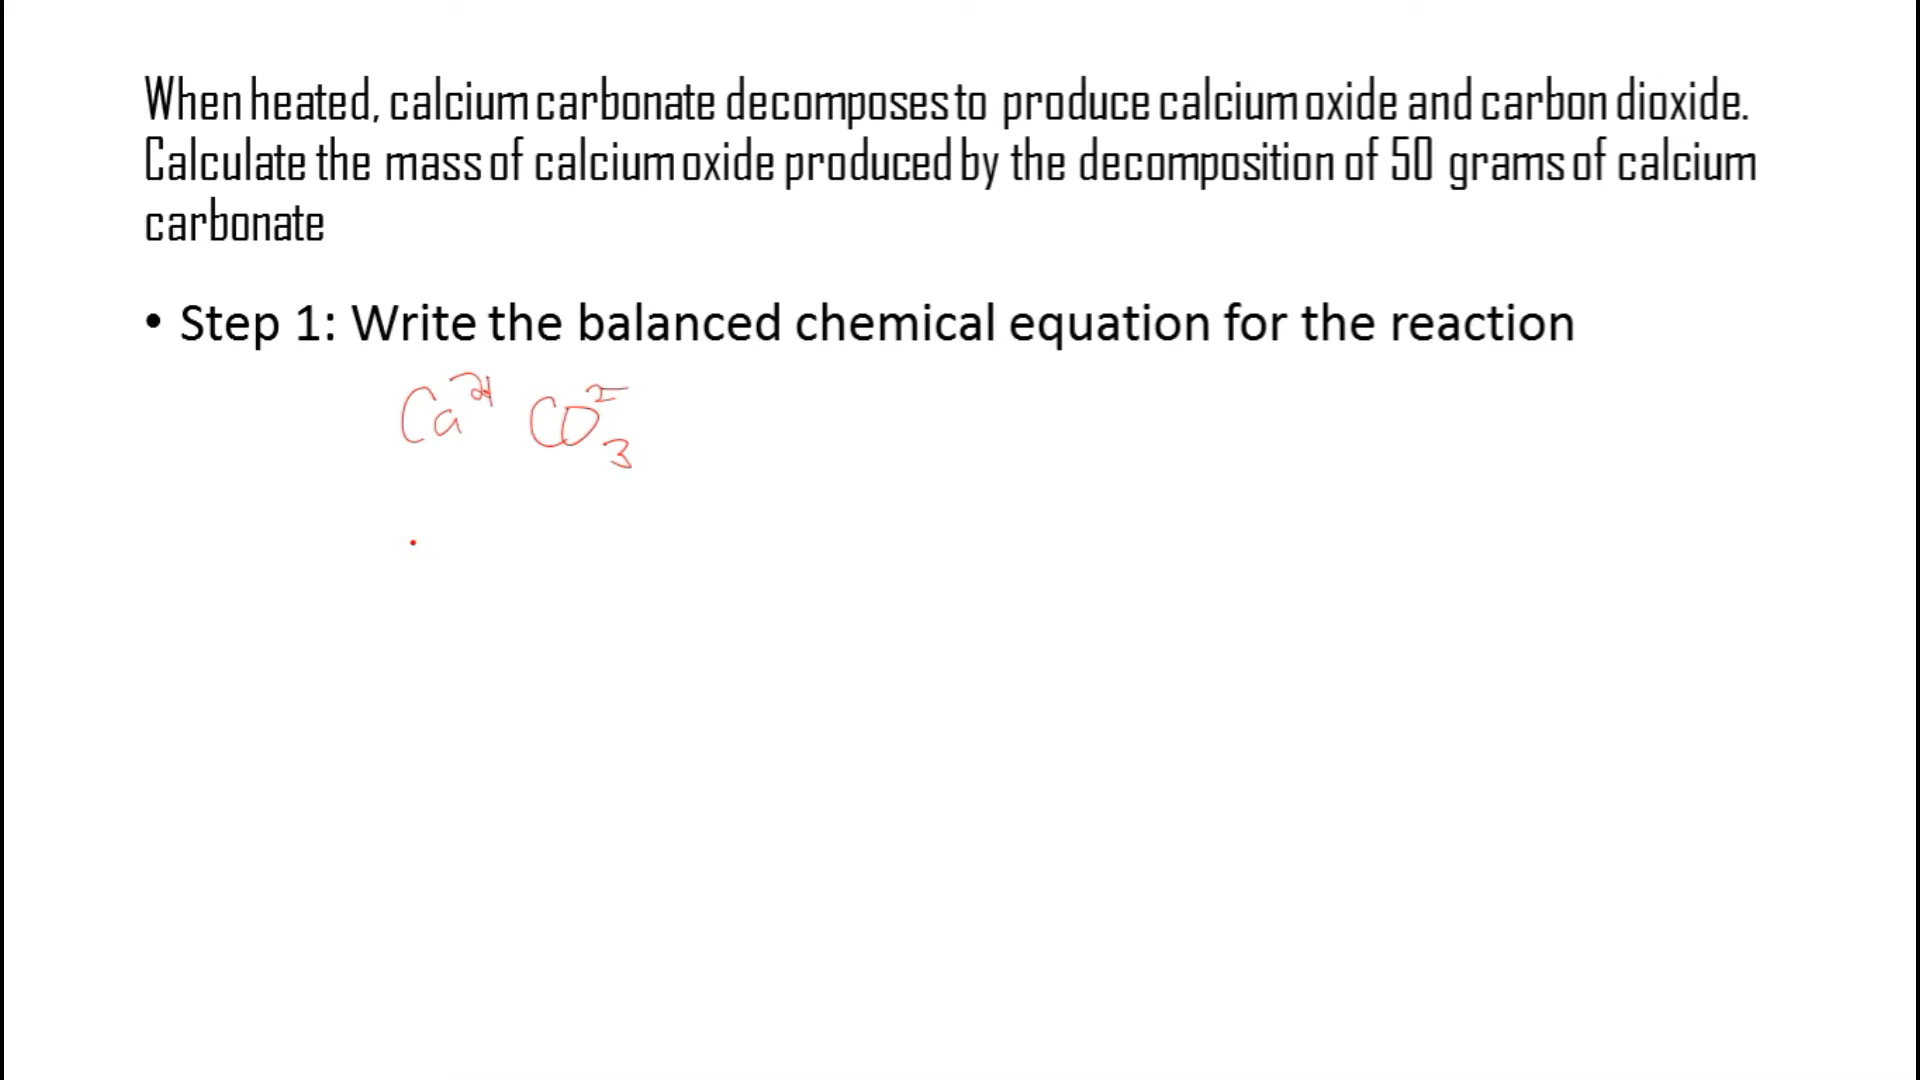 When heated, calcium carbonate decomposes to produce calcium oxide and carbon dioxide.
Calculate the mass of calcium oxide produced by the decomposition of 50 grams of calcium
carbonate
• Step 1: Write the balanced chemical equation for the reaction
Ca²⁺ CO₃²⁻